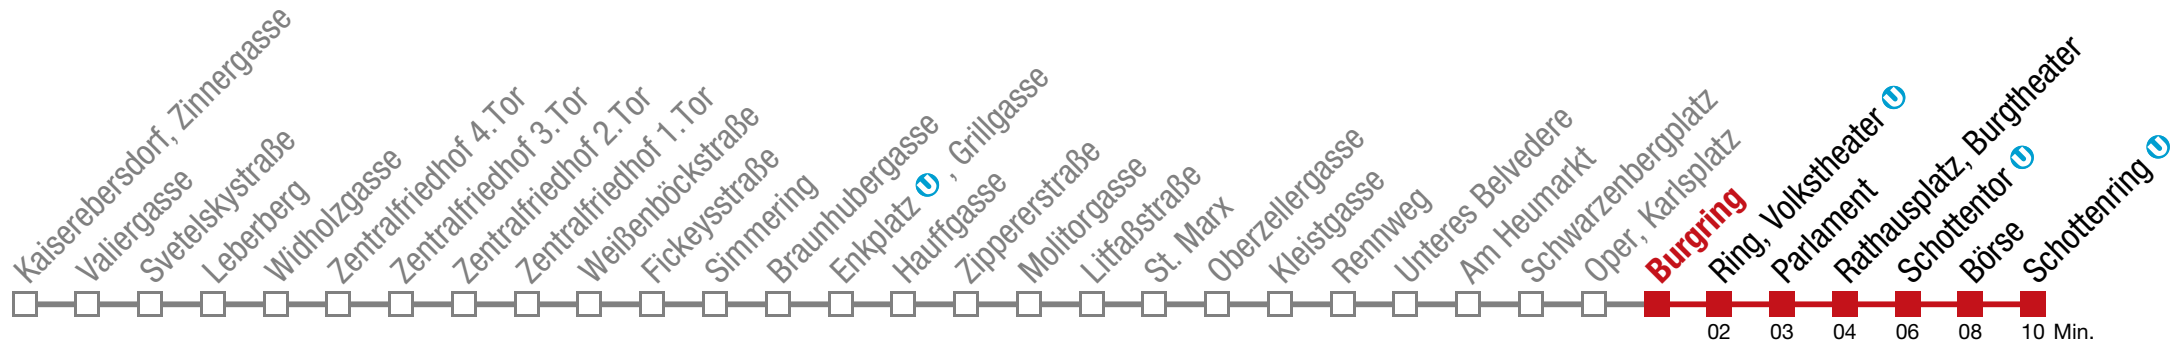 Kaiserebersdorf, Zinnergasse
Valiergasse
Svetelskystraße
Leberberg
Widholzgasse
Zentralfriedhof 4.Tor
Zentralfriedhof 3.Tor
Zentralfriedhof 2.Tor
Zentralfriedhof 1.Tor
Weißenböckstraße
Fickeysstraße
Simmering
Braunhubergasse
Enkplatz U, Grillgasse
Hauffgasse
Zippererstraße
Molitorgasse
Litfaßstraße
St. Marx
Oberzellergasse
Kleistgasse
Rennweg
Unteres Belvedere
Am Heumarkt
Schwarzenbergplatz
Oper, Karlsplatz
Burgring
Ring, Volkstheater U
Parlament
Rathausplatz, Burgtheater
Schottentor U
Börse
Schottenring U
02 03 04 06 08 10 Min.